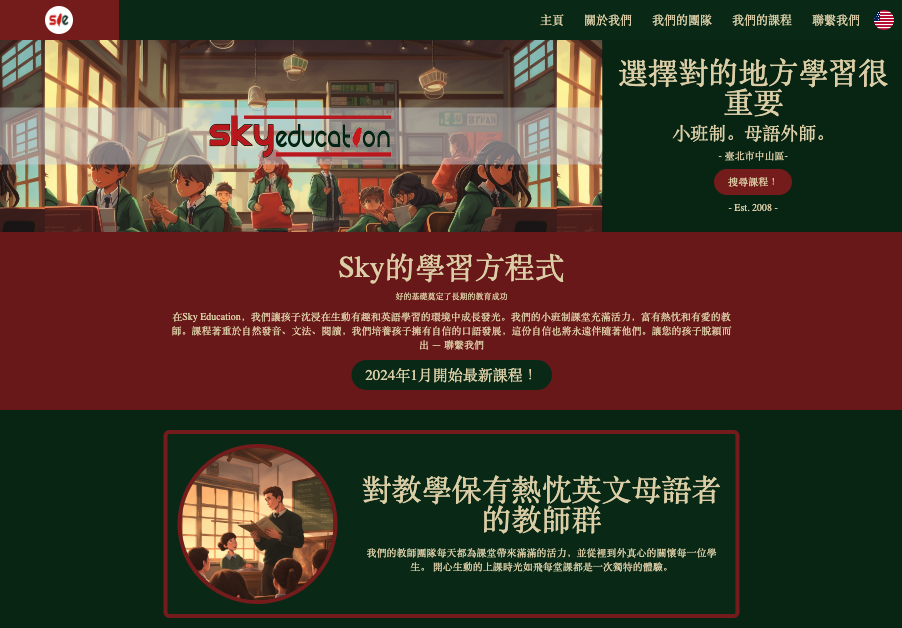 s/e
主頁 關於我們 我們的團隊 我們的課程 聯繫我們
skyeducation
選擇對的地方學習很
重要
小班制。母語外師。
- 臺北市中山區-
搜尋課程！
- Est. 2008 -
Sky的學習方程式
好的基礎奠定了長期的教育成功
在Sky Education，我們讓孩子沈浸在生動有趣和英語學習的環境中成長發光。我們的小班制課堂充滿活力，富有熱忱和有愛的教
師。課程著重於自然發音、文法、閱讀，我們培養孩子擁有自信的口語發展，這份自信也將永遠伴隨著他們。讓您的孩子脫穎而
出 － 聯繫我們
2024年1月開始最新課程！
對教學保有熱忱英文母語者
的教師群
我們的教師團隊每天都為課堂帶來滿滿的活力，並從裡到外真心的關懷每一位學
生。 開心生動的上課時光如飛每堂課都是一次獨特的體驗。